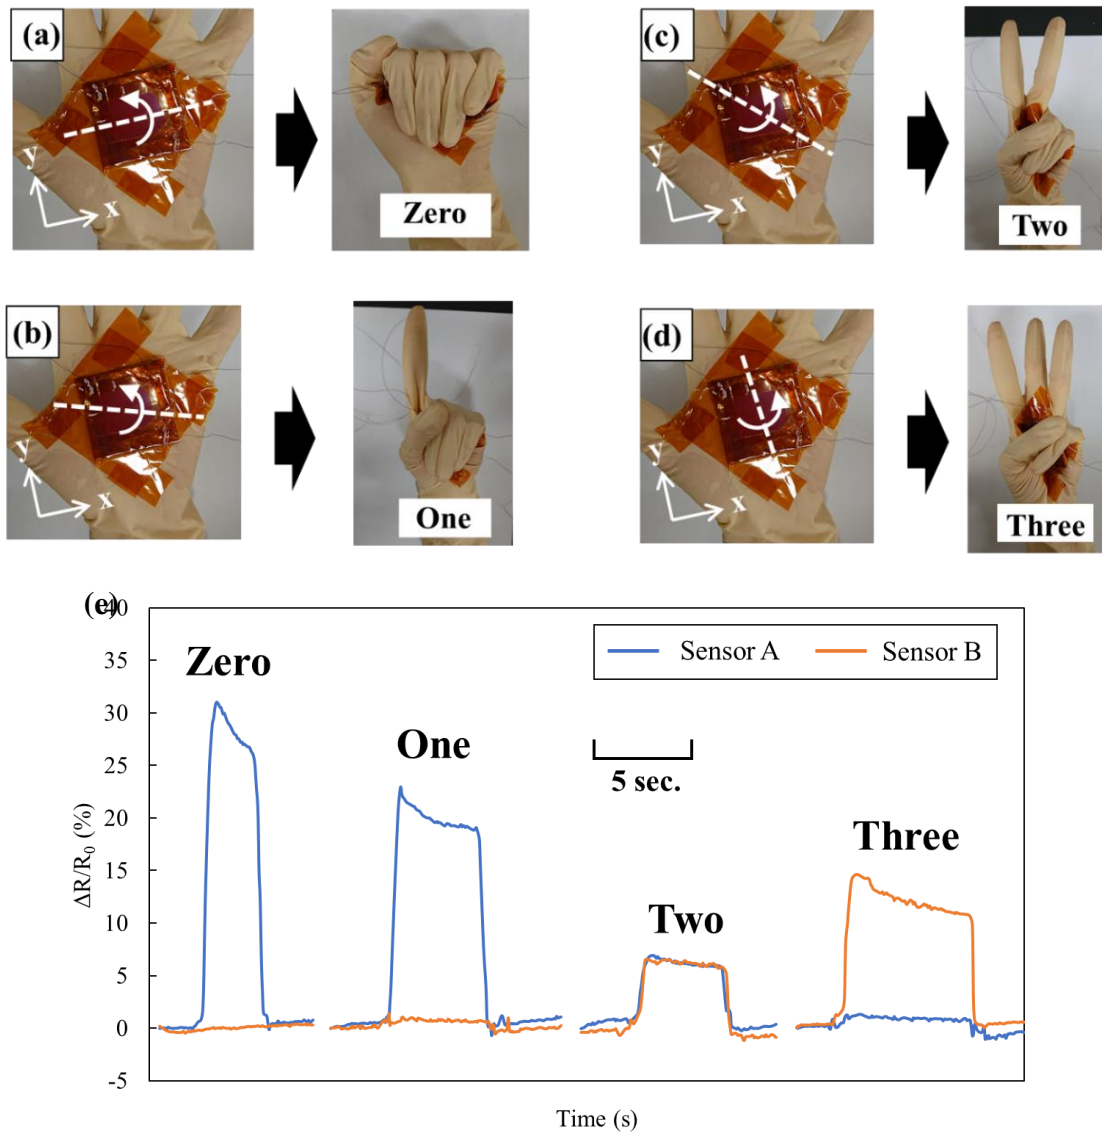 (a)
y
x
Zero
(c)
y
x
Two
(b)
y
x
One
(d)
y
x
Three
(e)
40
35
30
25
20
15
10
5
0
-5
ΔR/R₀ (%)
Zero
One
Two
Three
Sensor A
Sensor B
5 sec.
Time (s)